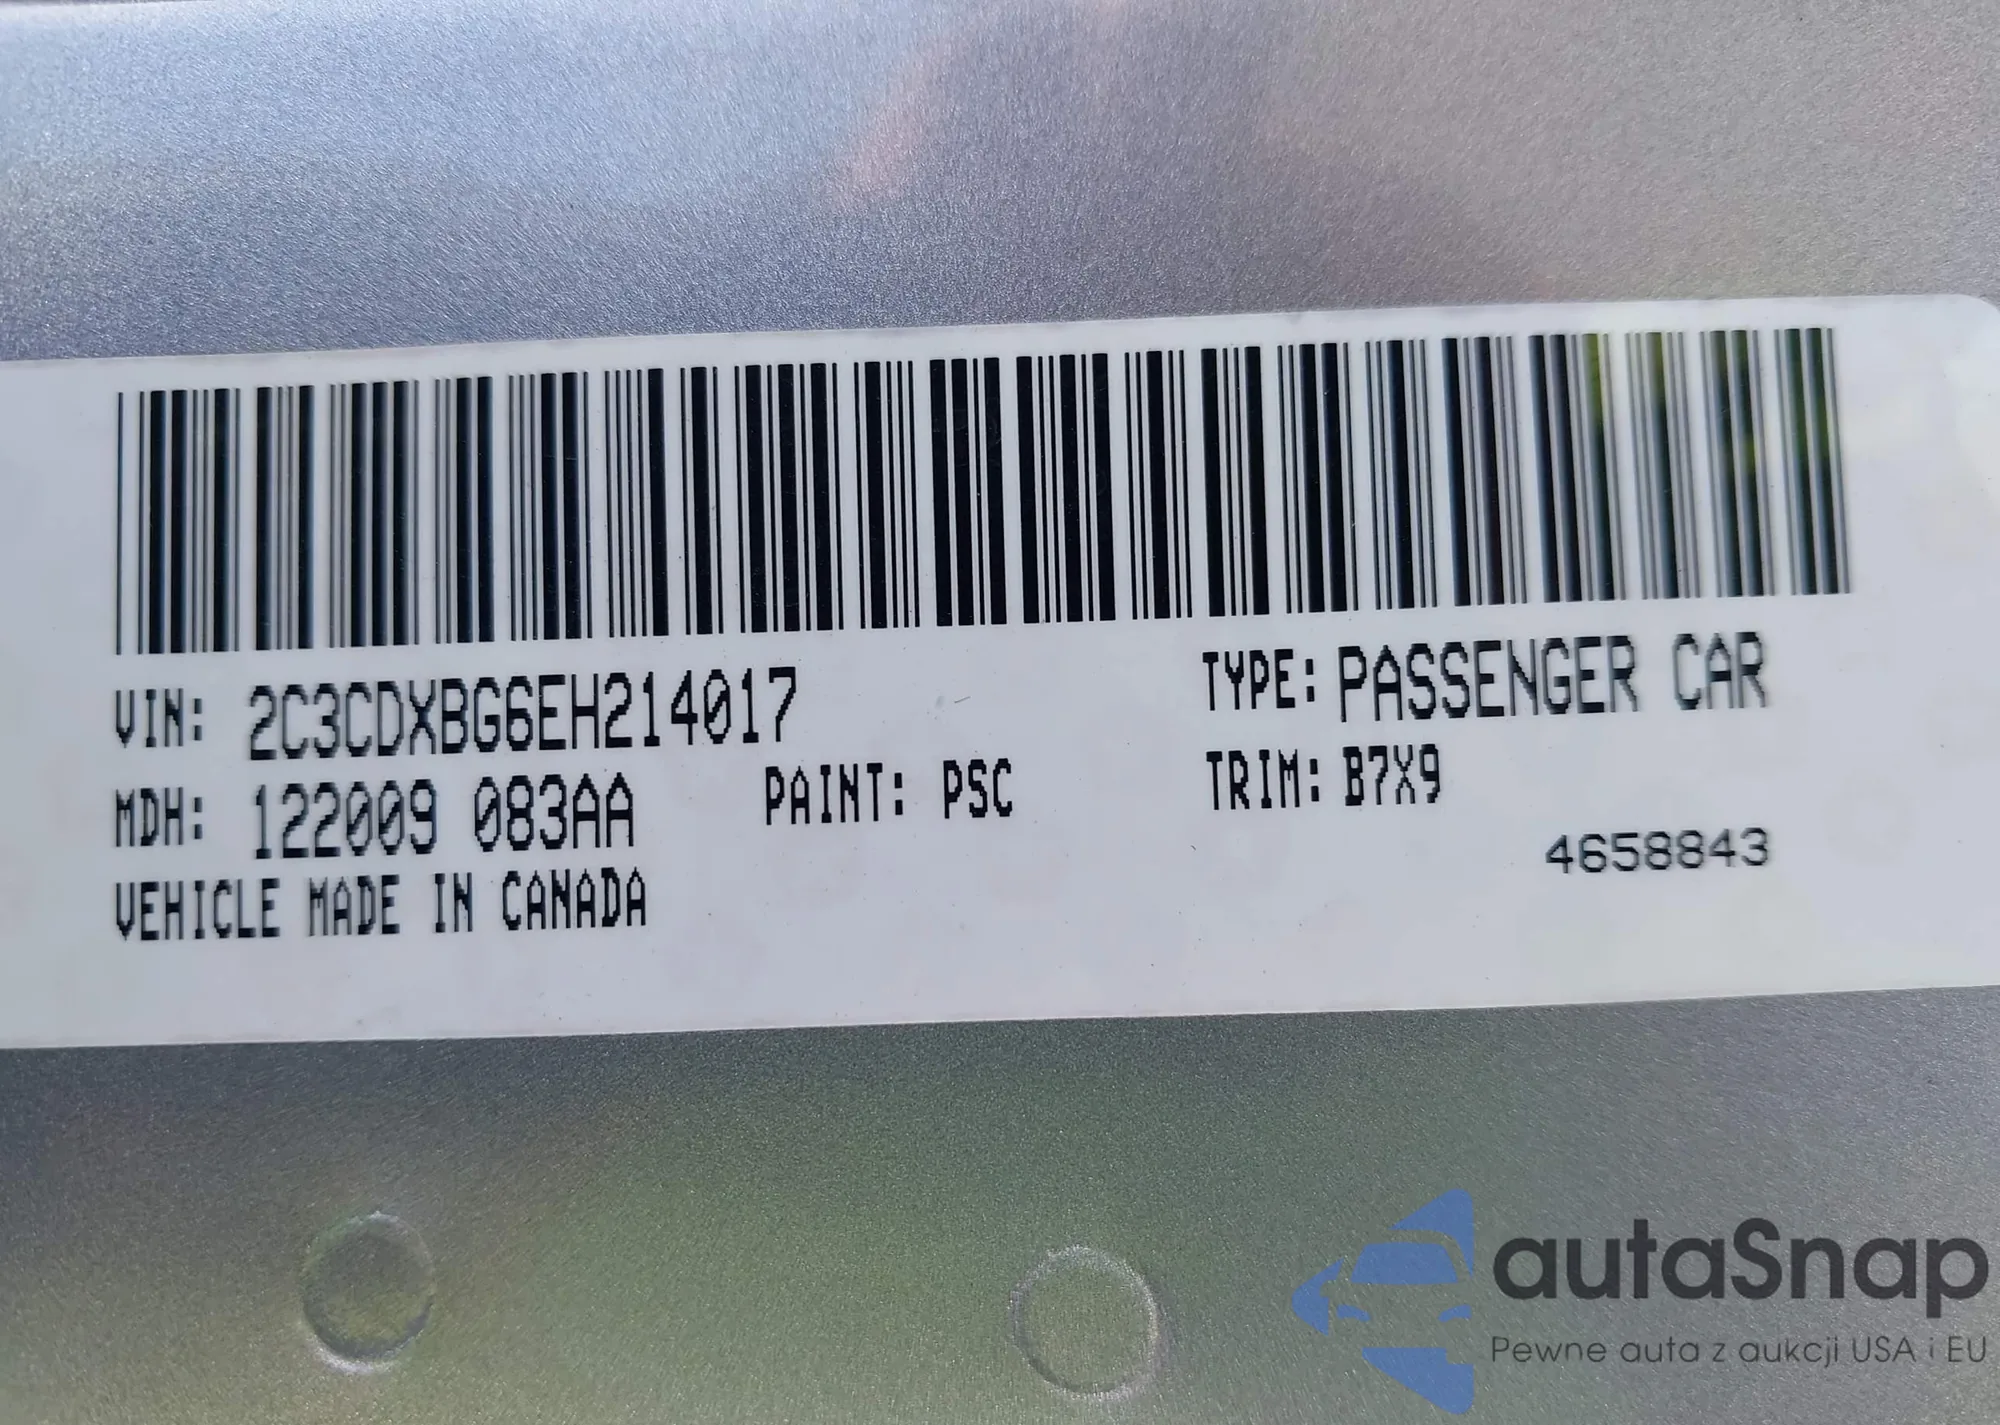 VIN: 2C3CDXBG6EH214017
TYPE: PASSENGER CAR
MDH: 122009 083AA
PAINT: PSC
TRIM: B7X9
VEHICLE MADE IN CANADA
4658843
autaSnap
Pewne auta z aukcji USA i EU